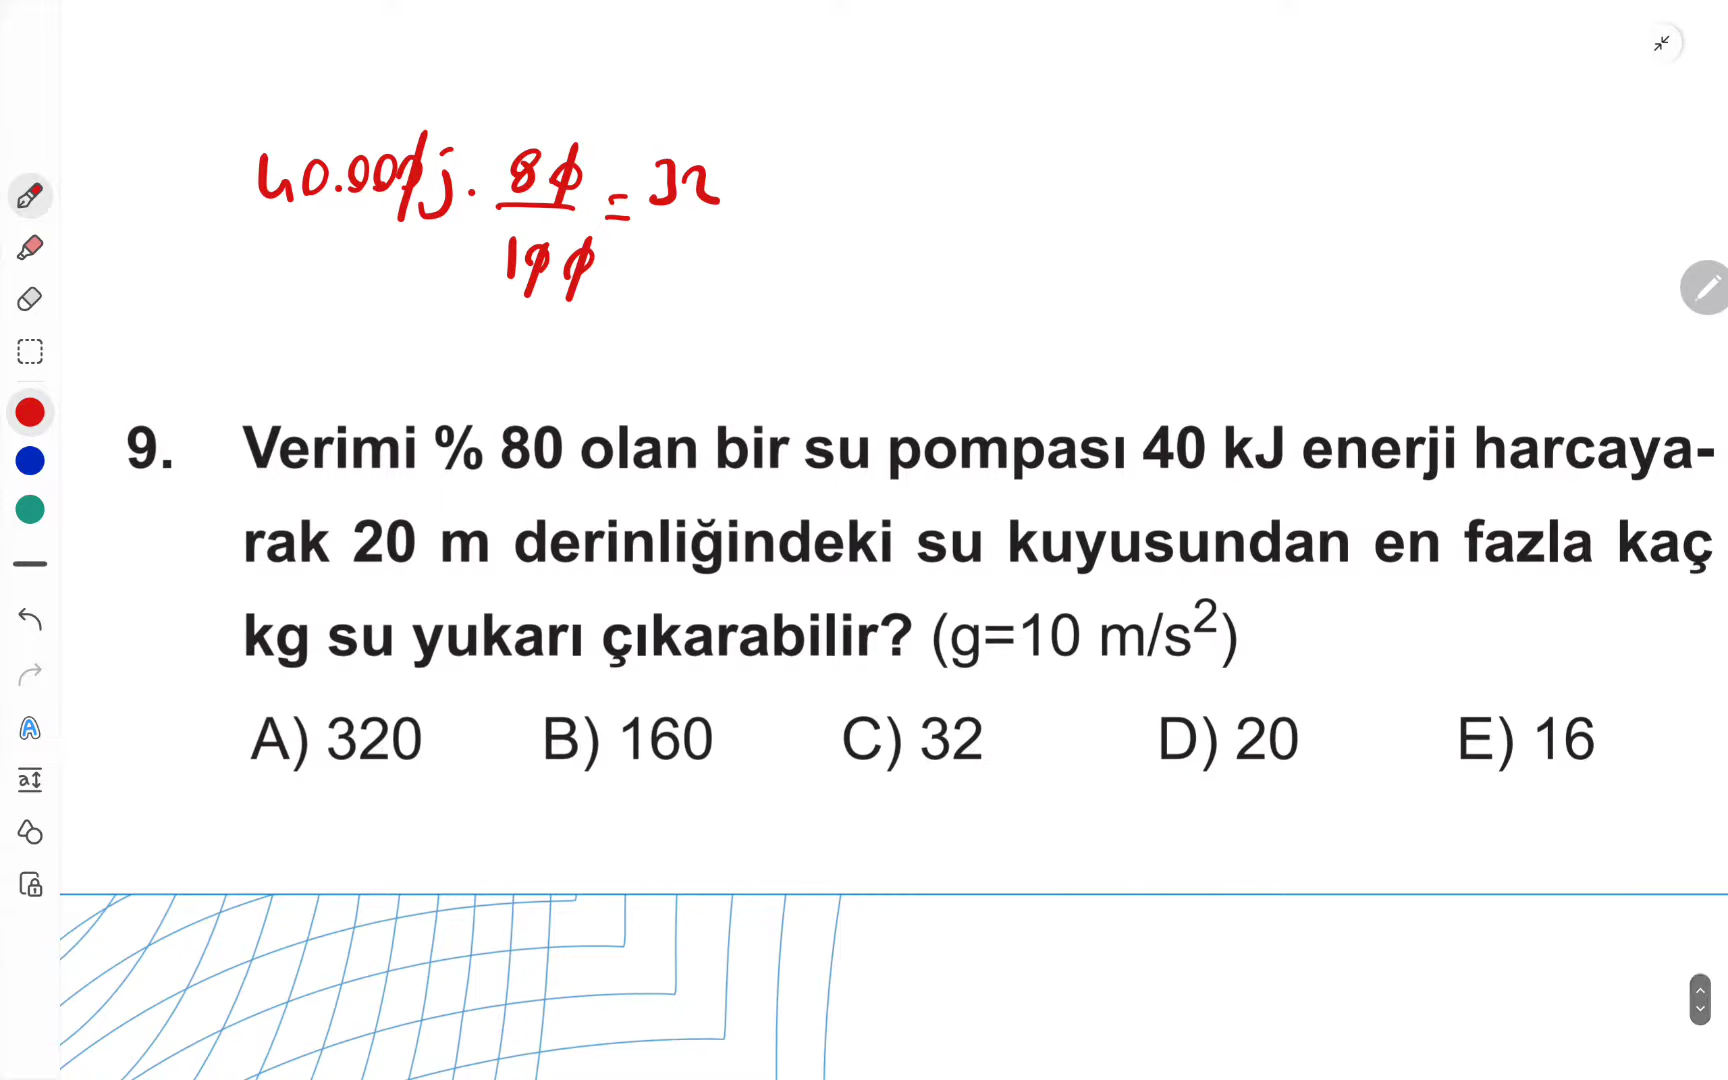 40.000j. 80/100 = 32
9. Verimi % 80 olan bir su pompası 40 kJ enerji harcaya-
rak 20 m derinliğindeki su kuyusundan en fazla kaç
kg su yukarı çıkarabilir? (g=10 m/s²)
A) 320 B) 160 C) 32 D) 20 E) 16